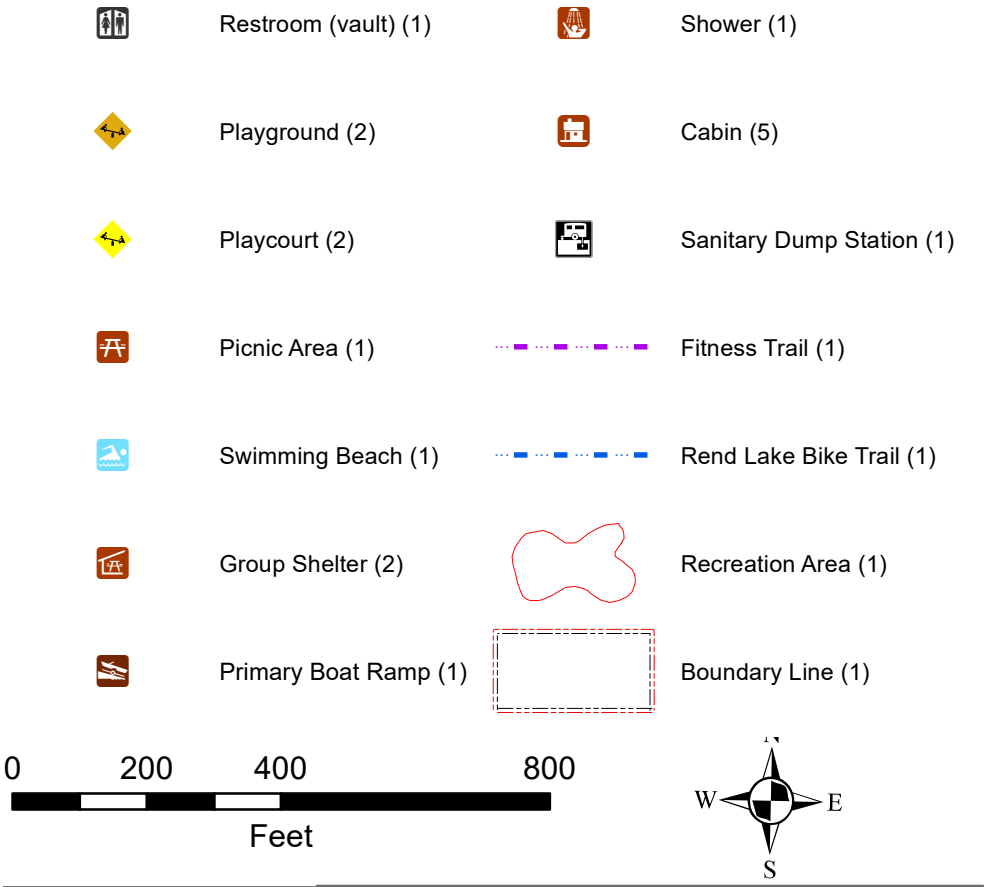 Restroom (vault) (1)
Shower (1)
Playground (2)
Cabin (5)
Playcourt (2)
Sanitary Dump Station (1)
Picnic Area (1)
Fitness Trail (1)
Swimming Beach (1)
Rend Lake Bike Trail (1)
Group Shelter (2)
Recreation Area (1)
Primary Boat Ramp (1)
Boundary Line (1)
0 200 400 800
Feet
N
W E
S